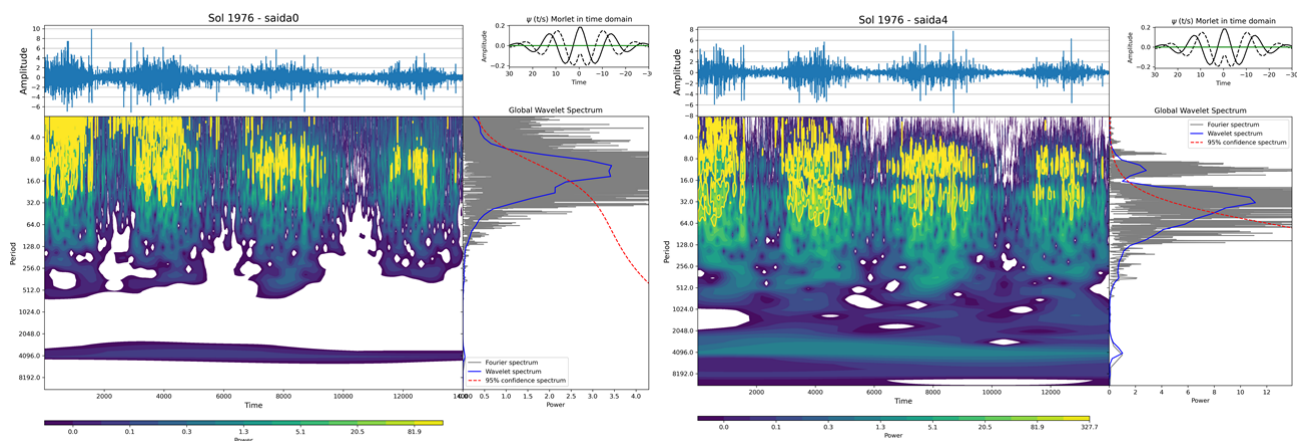 Sol 1976 - saida0
Amplitude
10
8
6
4
2
0
−2
−4
−6
ψ (t/s) Morlet in time domain
Amplitude
0.2
0.0
−0.2
30 20 10 0 −10 −20 −30
Time
Global Wavelet Spectrum
Period
4.0
8.0
16.0
32.0
64.0
128.0
256.0
512.0
1024.0
2048.0
4096.0
8192.0
2000 4000 6000 8000 10000 12000
Time
Fourier spectrum
Wavelet spectrum
95% confidence spectrum
0.5 1.0 1.5 2.0 2.5 3.0 3.5 4.0
Power
0.0 0.1 0.3 1.3 5.1 20.5 81.9
Power
Sol 1976 - saida4
Amplitude
8
6
4
2
0
−2
−4
−6
−8
ψ (t/s) Morlet in time domain
Amplitude
0.2
0.0
−0.2
30 20 10 0 −10 −20 −30
Time
Global Wavelet Spectrum
Fourier spectrum
Wavelet spectrum
95% confidence spectrum
Period
4.0
8.0
16.0
32.0
64.0
128.0
256.0
512.0
1024.0
2048.0
4096.0
8192.0
2000 4000 6000 8000 10000 12000
Time
0 2 4 6 8 10 12
Power
0.0 0.1 0.3 1.3 5.1 20.5 81.9 327.7
Power